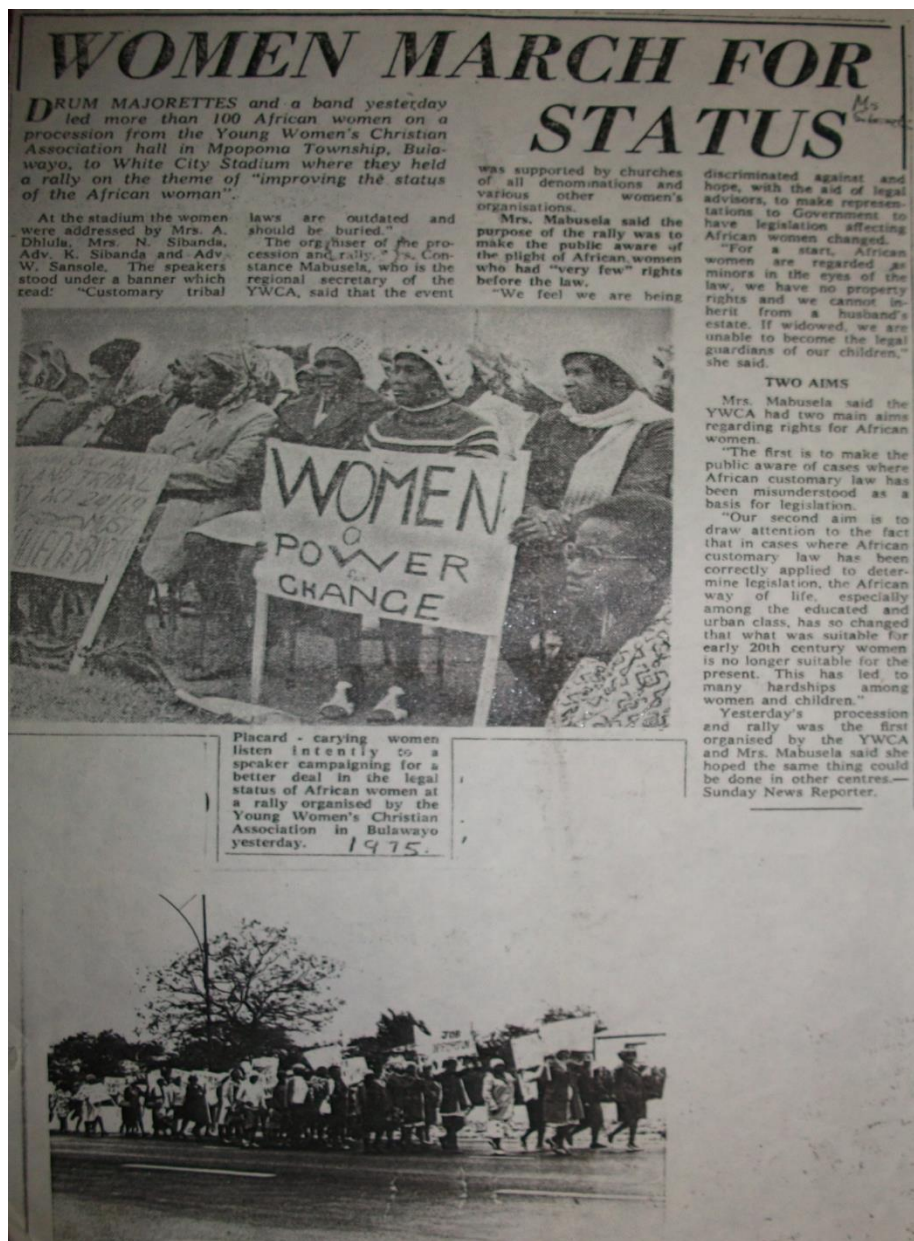 WOMEN MARCH FOR
STATUS
Ms
DRUM MAJORETTES and a band yesterday
led more than 100 African women on a
procession from the Young Women's Christian
Association hall in Mpopoma Township, Bula-
wayo, to White City Stadium where they held
a rally on the theme of "improving the status
of the African woman".
At the stadium the women
were addressed by Mrs. A.
Dhlula, Mrs. N. Sibanda,
Adv. K. Sibanda and Adv.
W. Sansole. The speakers
stood under a banner which
read: "Customary tribal
laws are outdated and
should be buried."
The organiser of the pro-
cession and rally, Con-
stance Mabusela, who is the
regional secretary of the
YWCA, said that the event
was supported by churches
of all denominations and
various other women's
organisations.
Mrs. Mabusela said the
purpose of the rally was to
make the public aware of
the plight of African women
who had "very few" rights
before the law.
"We feel we are being
discriminated against and
hope, with the aid of legal
advisors, to make represen-
tations to Government to
have legislation affecting
African women changed.
"For a start, African
women are regarded as
minors in the eyes of the
law, we have no property
rights and we cannot in-
herit from a husband's
estate. If widowed, we are
unable to become the legal
guardians of our children,"
she said.
TWO AIMS
Mrs. Mabusela said the
YWCA had two main aims
regarding rights for African
women.
"The first is to make the
public aware of cases where
African customary law has
been misunderstood as a
basis for legislation.
"Our second aim is to
draw attention to the fact
that in cases where African
customary law has been
correctly applied to deter-
mine legislation, the African
way of life, especially
among the educated and
urban class, has so changed
that what was suitable for
early 20th century women
is no longer suitable for the
present. This has led to
many hardships among
women and children."
Yesterday's procession
and rally was the first
organised by the YWCA
and Mrs. Mabusela said she
hoped the same thing could
be done in other centres.—
Sunday News Reporter.
WOMEN
POWER
CHANGE
Placard - carying women
listen intently to a
speaker campaigning for a
better deal in the legal
status of African women at
a rally organised by the
Young Women's Christian
Association in Bulawayo
yesterday. 1975.